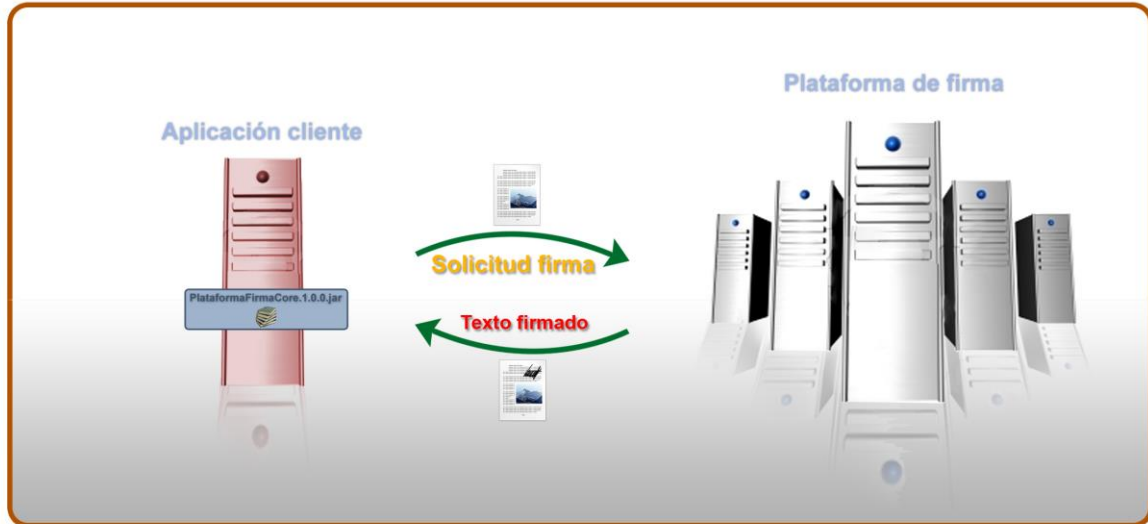 Plataforma de firma
Aplicación cliente
Solicitud firma
PlataformaFirmaCore.1.0.0.jar
Texto firmado